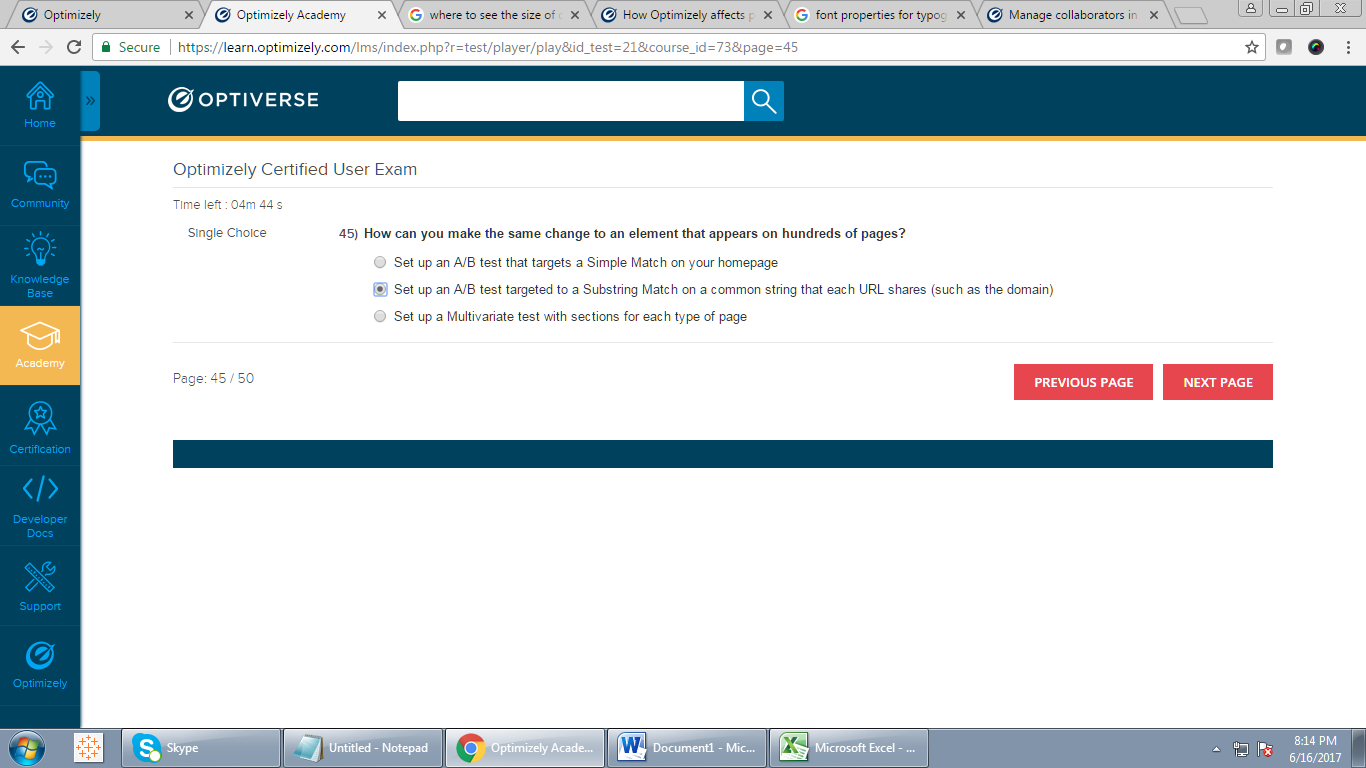 Optimizely
Optimizely Academy
where to see the size of
How Optimizely affects
font properties for typog
Manage collaborators in
Secure
https://learn.optimizely.com/lms/index.php?r=test/player/play&id_test=21&course_id=73&page=45
Home
»
OPTIVERSE
Community
Knowledge
Base
Academy
Certification
Developer
Docs
Support
Optimizely
Optimizely Certified User Exam
Time left : 04m 44 s
Single Choice
45) How can you make the same change to an element that appears on hundreds of pages?
Set up an A/B test that targets a Simple Match on your homepage
Set up an A/B test targeted to a Substring Match on a common string that each URL shares (such as the domain)
Set up a Multivariate test with sections for each type of page
Page: 45 / 50
PREVIOUS PAGE
NEXT PAGE
Skype
Untitled - Notepad
Optimizely Acade...
Document1 - Mic...
Microsoft Excel - ...
8:14 PM
6/16/2017